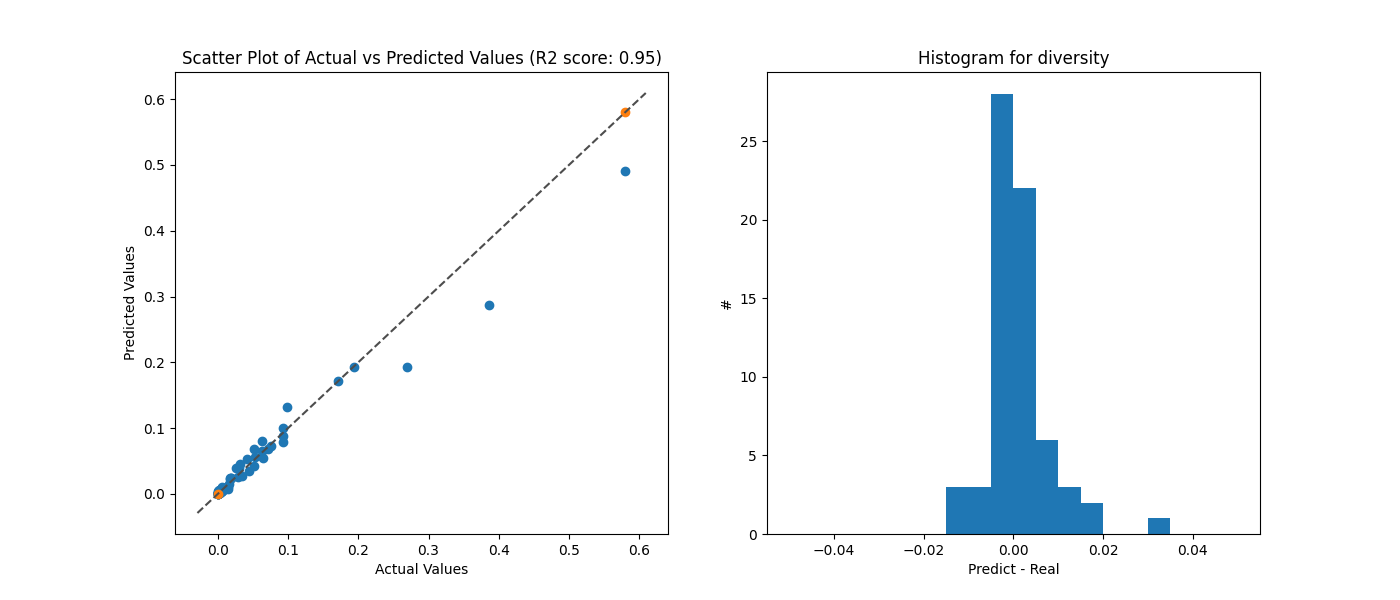 Scatter Plot of Actual vs Predicted Values (R2 score: 0.95)
Predicted Values
0.6
0.5
0.4
0.3
0.2
0.1
0.0
0.0 0.1 0.2 0.3 0.4 0.5 0.6
Actual Values
Histogram for diversity
#
25
20
15
10
5
0
−0.04 −0.02 0.00 0.02 0.04
Predict - Real